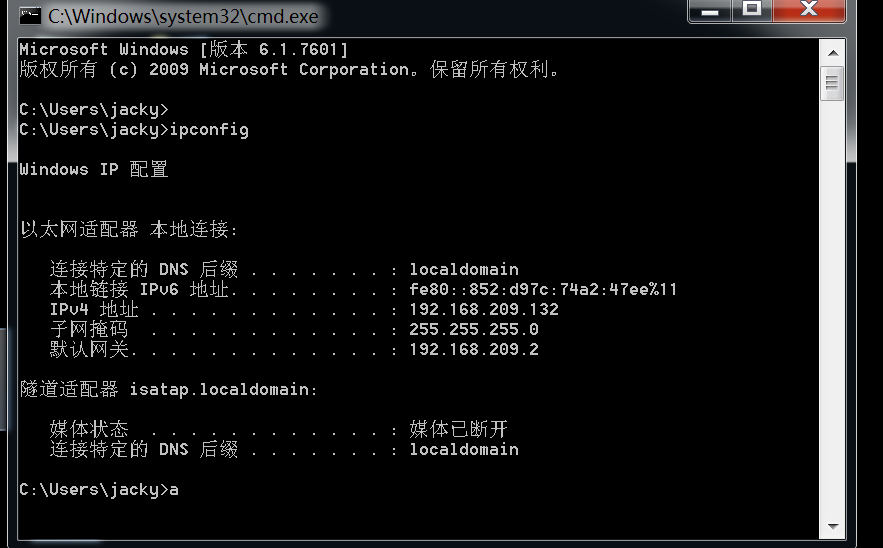 C:\Windows\system32\cmd.exe
Microsoft Windows [版本 6.1.7601]
版权所有 (c) 2009 Microsoft Corporation。保留所有权利。
C:\Users\jacky>
C:\Users\jacky>ipconfig
Windows IP 配置
以太网适配器 本地连接:
连接特定的 DNS 后缀 . . . . . . . : localdomain
本地链接 IPv6 地址. . . . . . . . : fe80::852:d97c:74a2:47ee%11
IPv4 地址 . . . . . . . . . . . . : 192.168.209.132
子网掩码  . . . . . . . . . . . . : 255.255.255.0
默认网关. . . . . . . . . . . . . : 192.168.209.2
隧道适配器 isatap.localdomain:
媒体状态  . . . . . . . . . . . . : 媒体已断开
连接特定的 DNS 后缀 . . . . . . . : localdomain
C:\Users\jacky>a